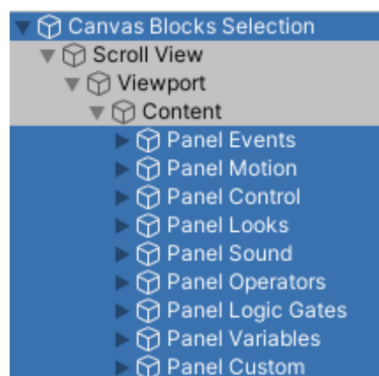 Canvas Blocks Selection
Scroll View
Viewport
Content
Panel Events
Panel Motion
Panel Control
Panel Looks
Panel Sound
Panel Operators
Panel Logic Gates
Panel Variables
Panel Custom